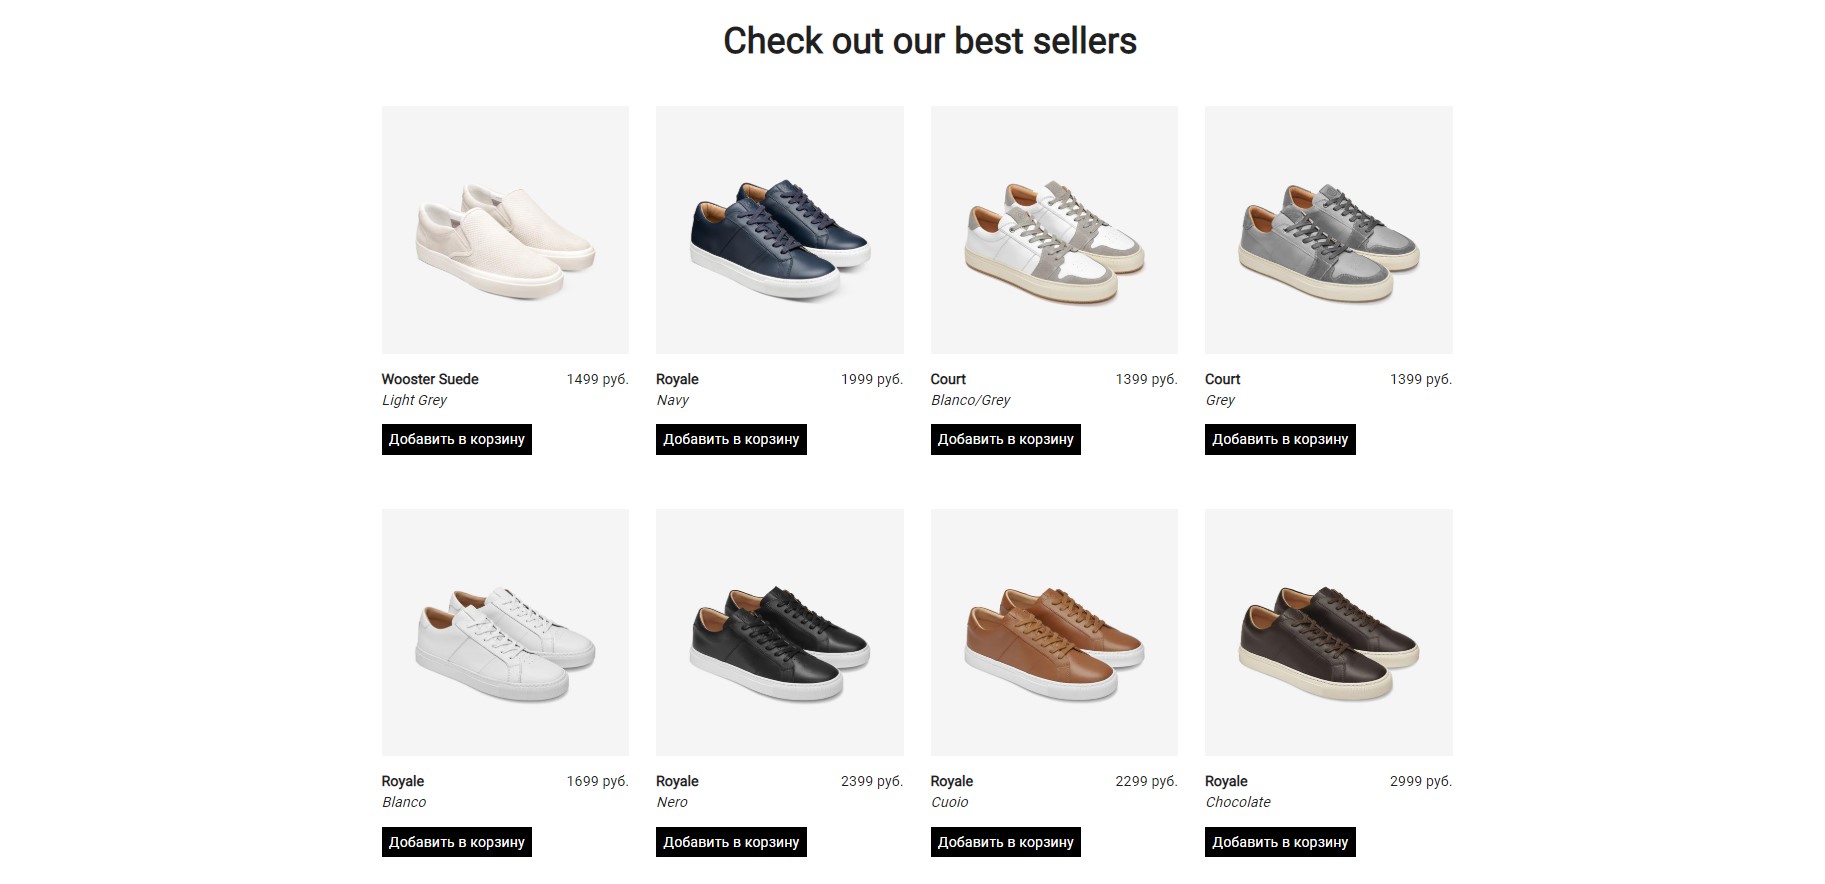 Check out our best sellers
Wooster Suede 1499 руб.
Light Grey
Добавить в корзину
Royale 1999 руб.
Navy
Добавить в корзину
Court 1399 руб.
Blanco/Grey
Добавить в корзину
Court 1399 руб.
Grey
Добавить в корзину
Royale 1699 руб.
Blanco
Добавить в корзину
Royale 2399 руб.
Nero
Добавить в корзину
Royale 2299 руб.
Cuoio
Добавить в корзину
Royale 2999 руб.
Chocolate
Добавить в корзину